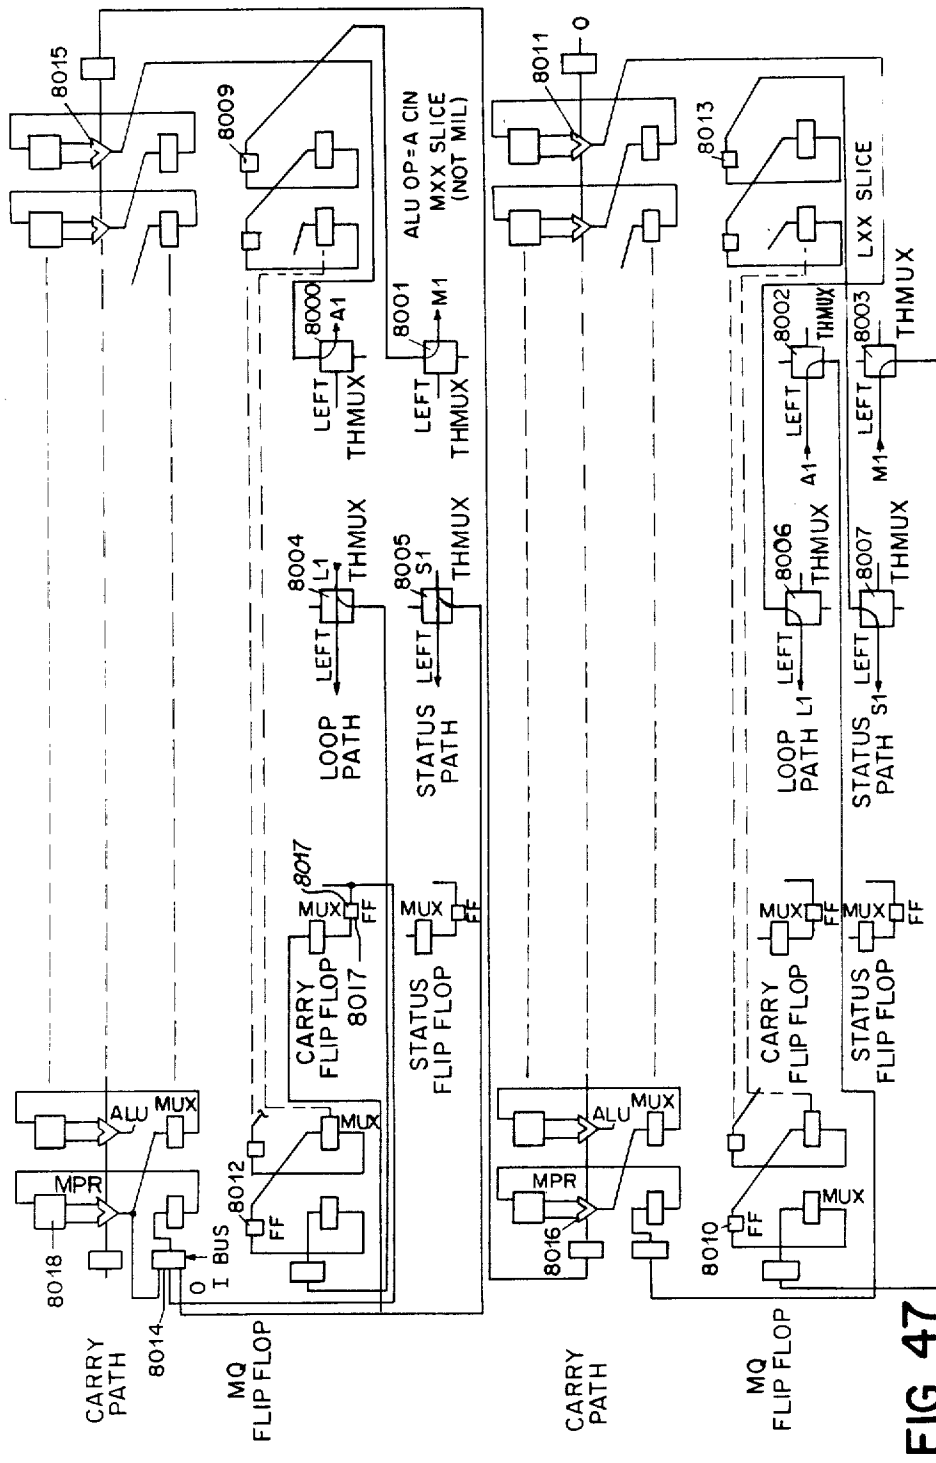 8015
8009
ALU OP=A CIN
MXX SLICE
(NOT MIL)
8000
A1
LEFT
THMUX
8001
M1
LEFT
THMUX
8004
L1
LEFT
THMUX
LOOP
PATH
8005
S1
LEFT
THMUX
STATUS
PATH
8017
MUX
FF
CARRY
FLIP FLOP
8017
MUX
FF
STATUS
FLIP FLOP
ALU
MUX
MPR
8018
8014
I BUS
O
CARRY
PATH
8012
FF
MUX
MQ
FLIP FLOP
8011
O
8013
LXX SLICE
8002
LEFT
THMUX
A1
8003
LEFT
THMUX
M1
8006
LEFT
THMUX
LOOP
PATH L1
8007
LEFT
THMUX
STATUS
PATH S1
MUX
FF
CARRY
FLIP FLOP
MUX
FF
STATUS
FLIP FLOP
ALU
MUX
MPR
8016
CARRY
PATH
8010
FF
MUX
MQ
FLIP FLOP
FIG 47